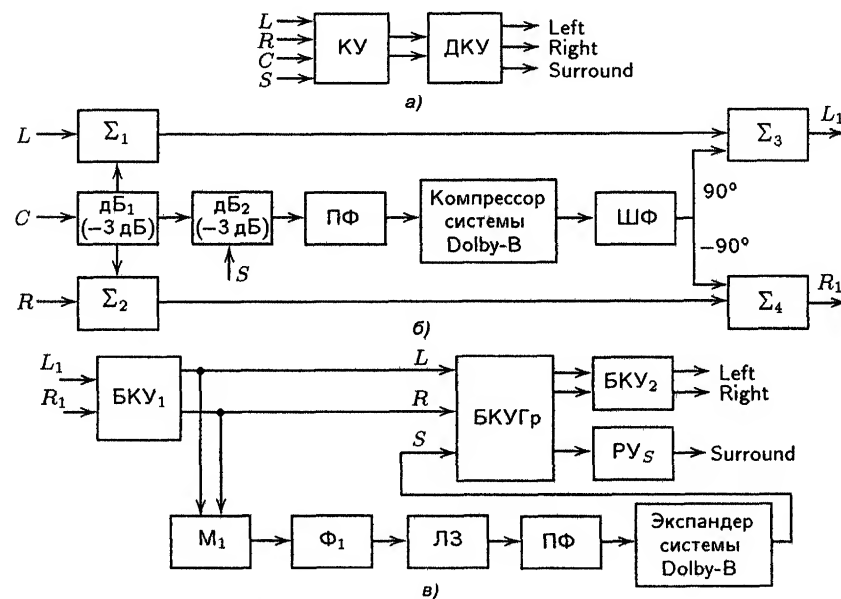 L
R
C
S
КУ
ДКУ
Left
Right
Surround
а)
L
Σ₁
Σ₃
L₁
C
дБ₁
(−3 дБ)
дБ₂
(−3 дБ)
S
ПФ
Компрессор
системы
Dolby-B
ШФ
90°
−90°
R
Σ₂
Σ₄
R₁
б)
L₁
R₁
БКУ₁
L
R
S
БКУГр
БКУ₂
Left
Right
РУ_S
Surround
М₁
Ф₁
ЛЗ
ПФ
Экспандер
системы
Dolby-B
в)